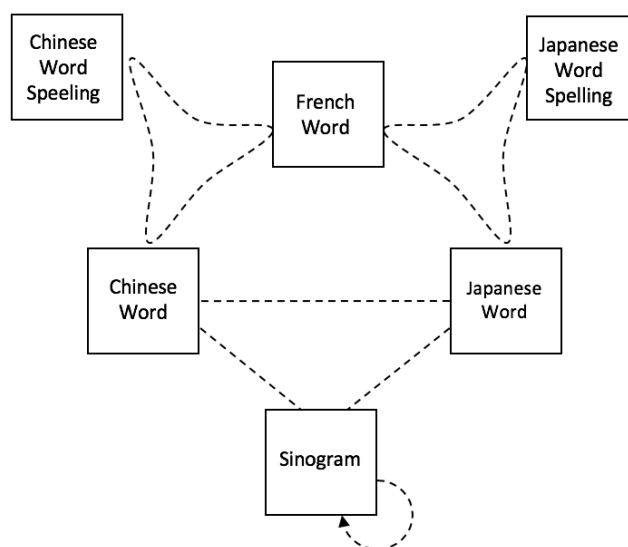 Chinese
Word
Speeling
French
Word
Japanese
Word
Spelling
Chinese
Word
Japanese
Word
Sinogram